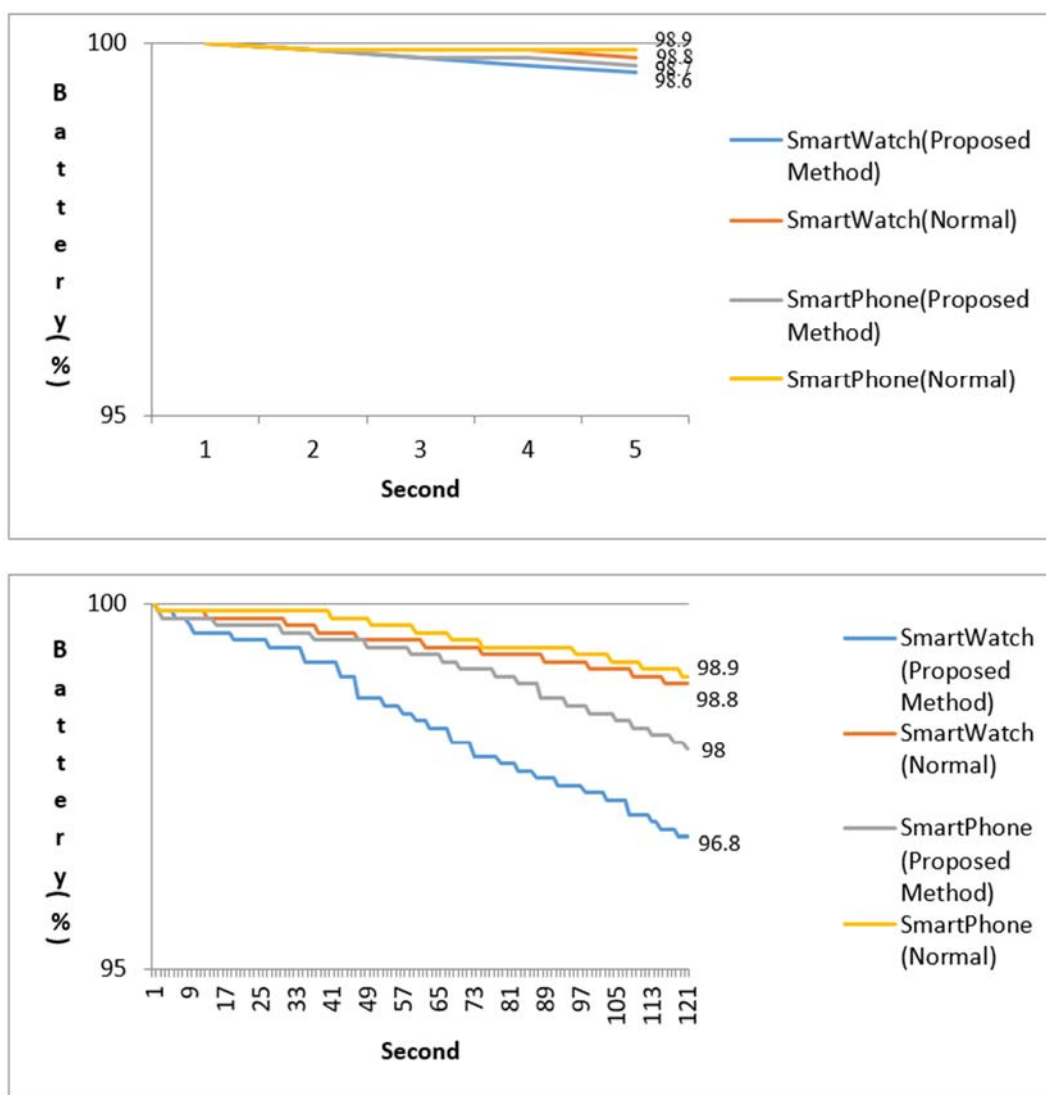 100
98.9
98.8
98.7
98.6
Battery(%)
SmartWatch(Proposed
Method)
SmartWatch(Normal)
SmartPhone(Proposed
Method)
SmartPhone(Normal)
95
1 2 3 4 5
Second
100
98.9
98.8
98
96.8
Battery(%)
SmartWatch
(Proposed
Method)
SmartWatch
(Normal)
SmartPhone
(Proposed
Method)
SmartPhone
(Normal)
95
1 9 17 25 33 41 49 57 65 73 81 89 97 105 113 121
Second